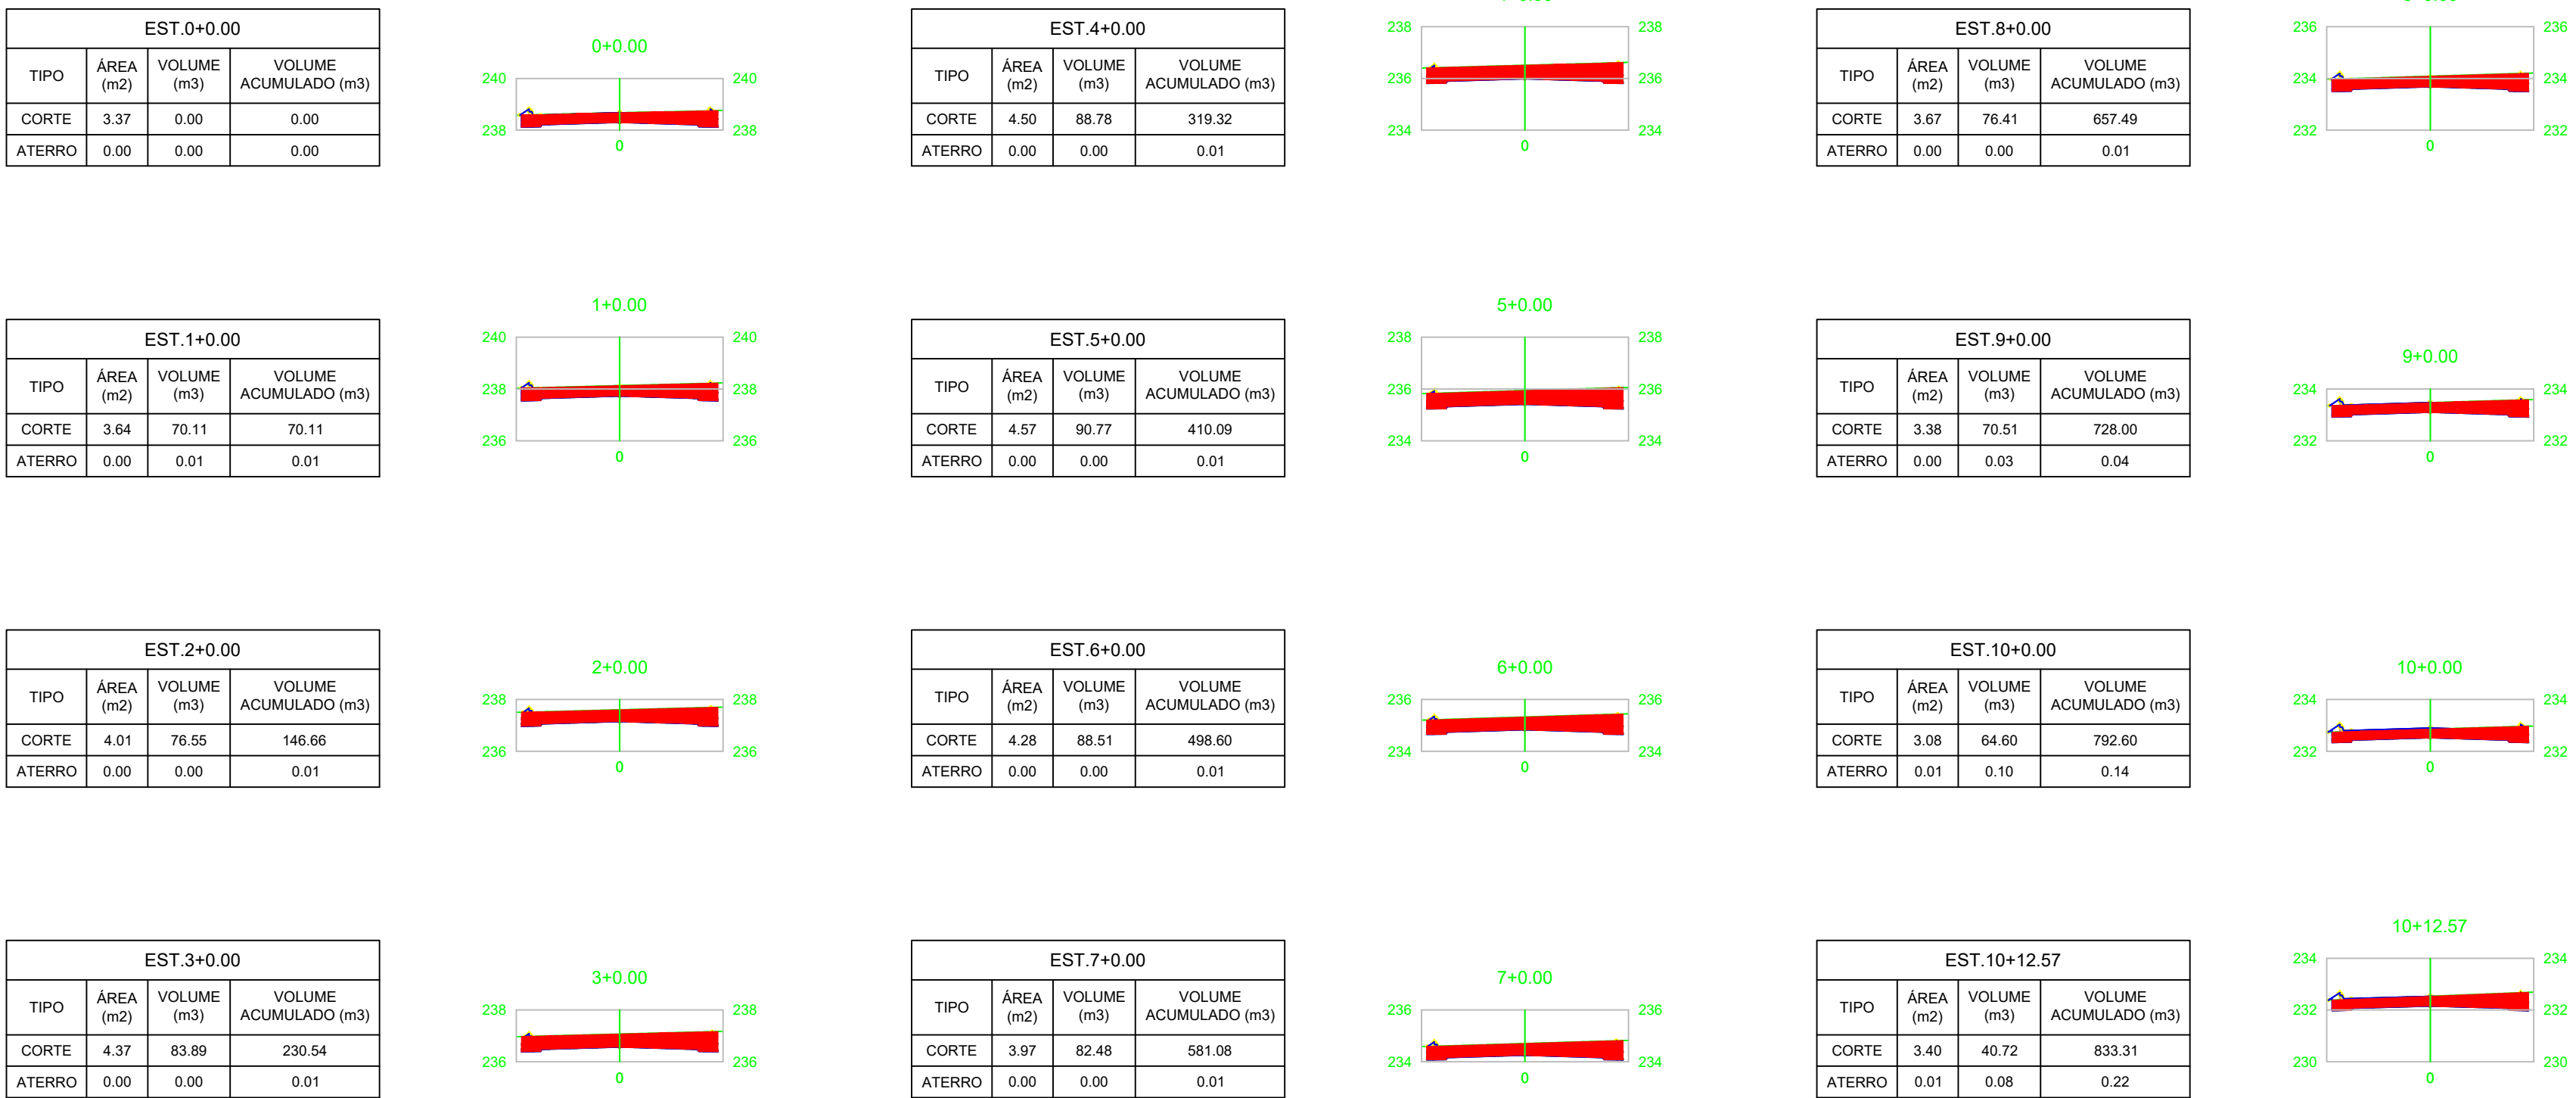 EST.0+0.00
TIPO ÁREA (m2) VOLUME (m3) VOLUME ACUMULADO (m3)
CORTE 3.37 0.00 0.00
ATERRO 0.00 0.00 0.00
0+0.00
240 240
238 238
0
EST.1+0.00
TIPO ÁREA (m2) VOLUME (m3) VOLUME ACUMULADO (m3)
CORTE 3.64 70.11 70.11
ATERRO 0.00 0.01 0.01
1+0.00
240 240
238 238
236 236
0
EST.2+0.00
TIPO ÁREA (m2) VOLUME (m3) VOLUME ACUMULADO (m3)
CORTE 4.01 76.55 146.66
ATERRO 0.00 0.00 0.01
2+0.00
238 238
236 236
0
EST.3+0.00
TIPO ÁREA (m2) VOLUME (m3) VOLUME ACUMULADO (m3)
CORTE 4.37 83.89 230.54
ATERRO 0.00 0.00 0.01
3+0.00
238 238
236 236
0
EST.4+0.00
TIPO ÁREA (m2) VOLUME (m3) VOLUME ACUMULADO (m3)
CORTE 4.50 88.78 319.32
ATERRO 0.00 0.00 0.01
238 238
236 236
234 234
0
EST.5+0.00
TIPO ÁREA (m2) VOLUME (m3) VOLUME ACUMULADO (m3)
CORTE 4.57 90.77 410.09
ATERRO 0.00 0.00 0.01
5+0.00
238 238
236 236
234 234
0
EST.6+0.00
TIPO ÁREA (m2) VOLUME (m3) VOLUME ACUMULADO (m3)
CORTE 4.28 88.51 498.60
ATERRO 0.00 0.00 0.01
6+0.00
236 236
234 234
0
EST.7+0.00
TIPO ÁREA (m2) VOLUME (m3) VOLUME ACUMULADO (m3)
CORTE 3.97 82.48 581.08
ATERRO 0.00 0.00 0.01
7+0.00
236 236
234 234
0
EST.8+0.00
TIPO ÁREA (m2) VOLUME (m3) VOLUME ACUMULADO (m3)
CORTE 3.67 76.41 657.49
ATERRO 0.00 0.00 0.01
236 236
234 234
232 232
0
EST.9+0.00
TIPO ÁREA (m2) VOLUME (m3) VOLUME ACUMULADO (m3)
CORTE 3.38 70.51 728.00
ATERRO 0.00 0.03 0.04
9+0.00
234 234
232 232
0
EST.10+0.00
TIPO ÁREA (m2) VOLUME (m3) VOLUME ACUMULADO (m3)
CORTE 3.08 64.60 792.60
ATERRO 0.01 0.10 0.14
10+0.00
234 234
232 232
0
EST.10+12.57
TIPO ÁREA (m2) VOLUME (m3) VOLUME ACUMULADO (m3)
CORTE 3.40 40.72 833.31
ATERRO 0.01 0.08 0.22
10+12.57
234 234
232 232
230 230
0